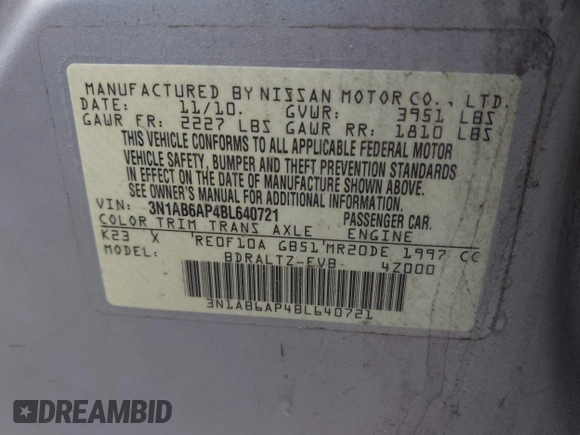 MANUFACTURED BY NISSAN MOTOR CO., LTD.
DATE: 11/10. GVWR: 3951 LBS
GAWR FR: 2227 LBS GAWR RR: 1810 LBS
THIS VEHICLE CONFORMS TO ALL APPLICABLE FEDERAL MOTOR
VEHICLE SAFETY, BUMPER AND THEFT PREVENTION STANDARDS
IN EFFECT ON THE DATE OF MANUFACTURE SHOWN ABOVE.
SEE OWNER'S MANUAL FOR ADDITIONAL INFORMATION.
VIN: 3N1AB6AP4BL640721 PASSENGER CAR.
COLOR TRIM TRANS AXLE ENGINE
K23 X 'RE0F10A GB51'MR20DE 1997 CC
MODEL: BDRALTZ-EVB 4Z000
3N1AB6AP4BL640721
DREAMBID